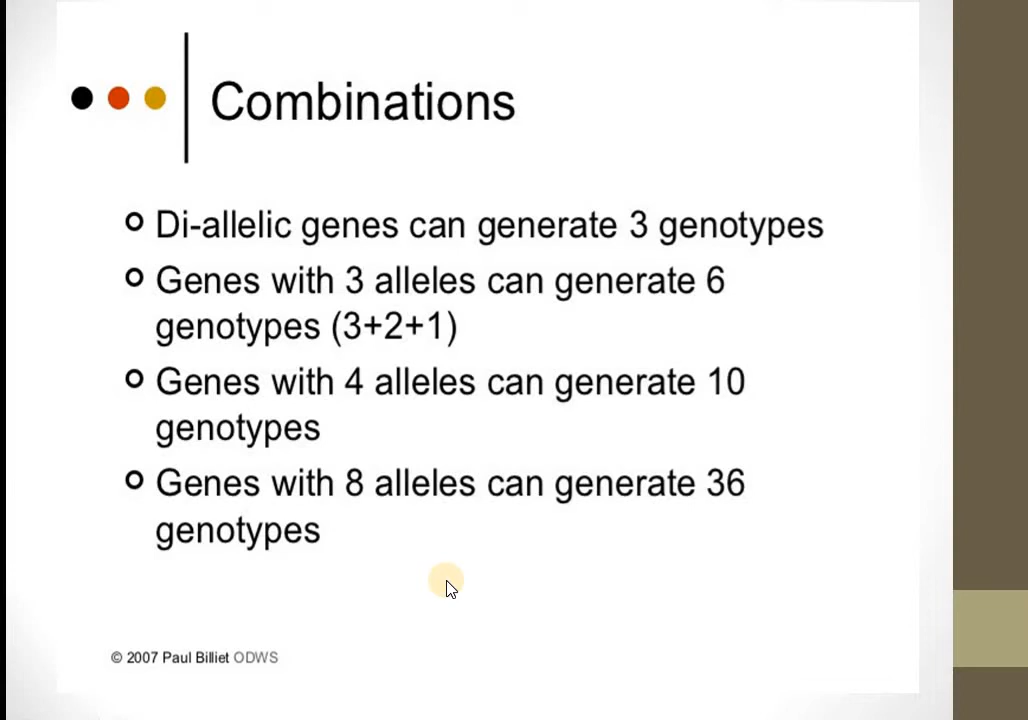 Combinations
Di-allelic genes can generate 3 genotypes
Genes with 3 alleles can generate 6
genotypes (3+2+1)
Genes with 4 alleles can generate 10
genotypes
Genes with 8 alleles can generate 36
genotypes
© 2007 Paul Billiet ODWS